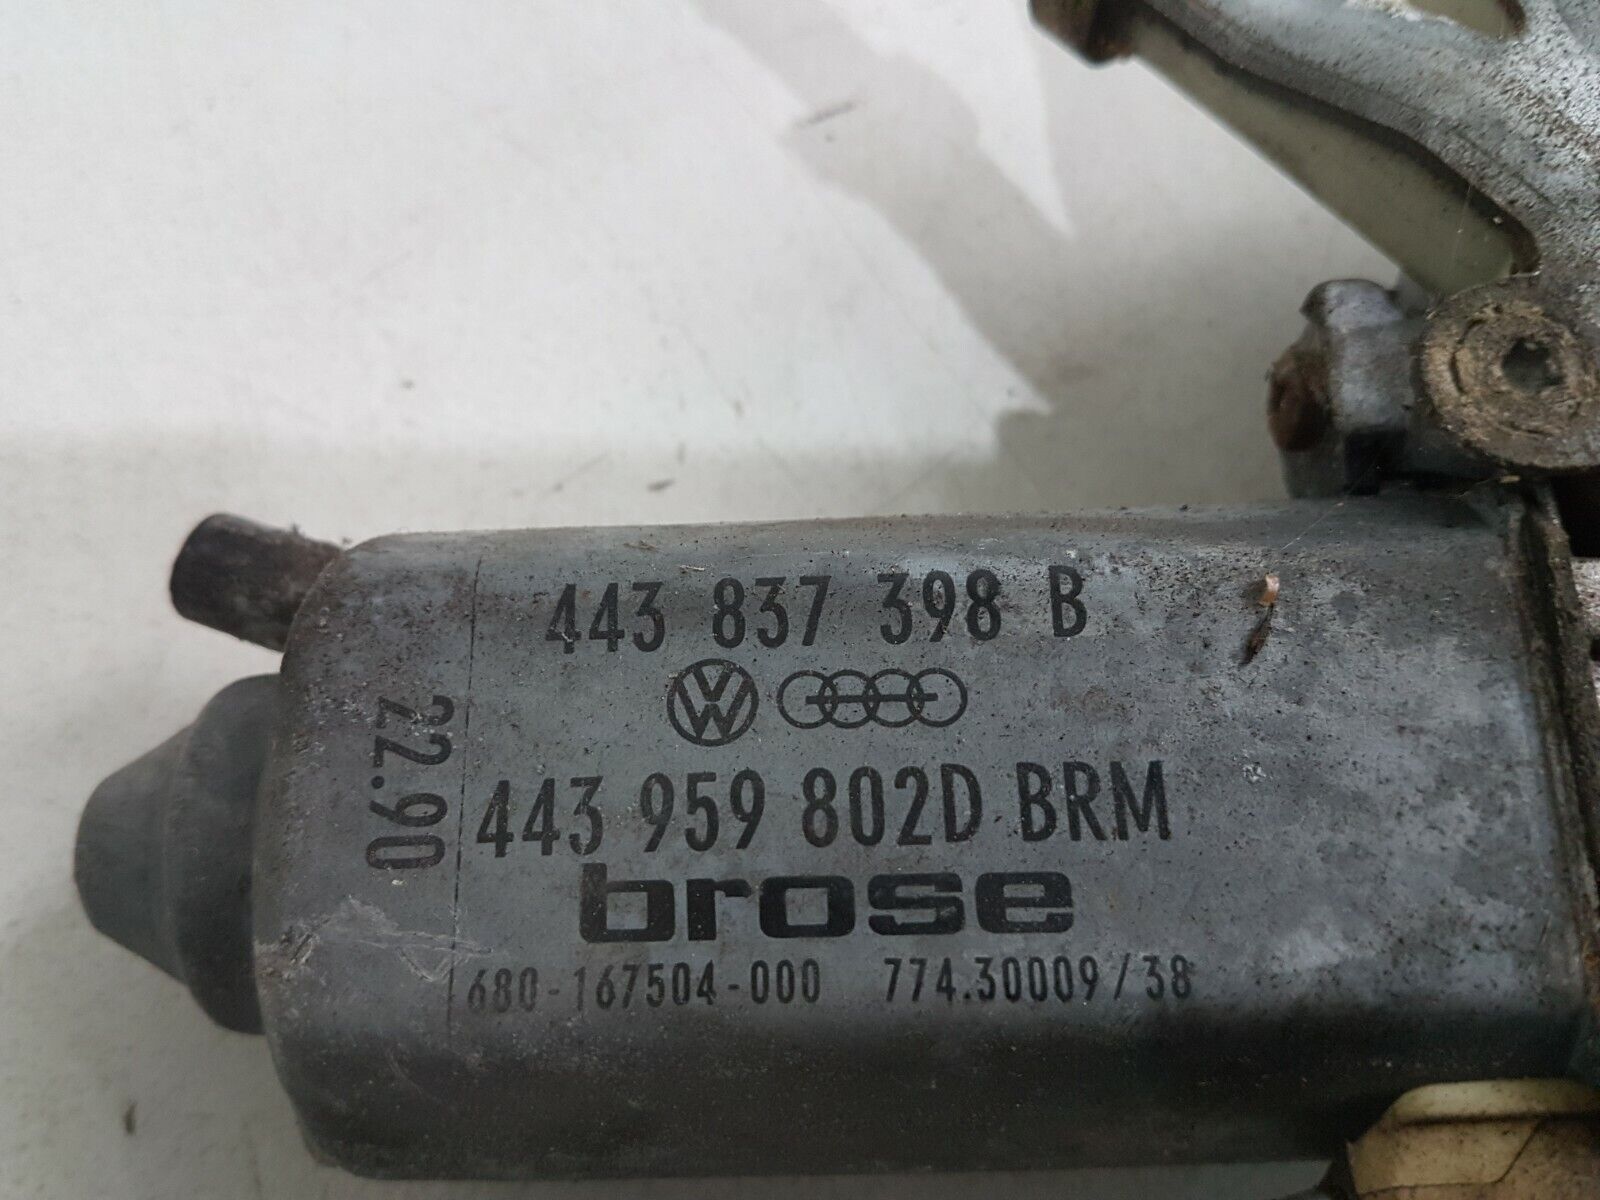 443 837 398 B
443 959 802D BRM
brose
680-167504-000 774.30009/38
22.90